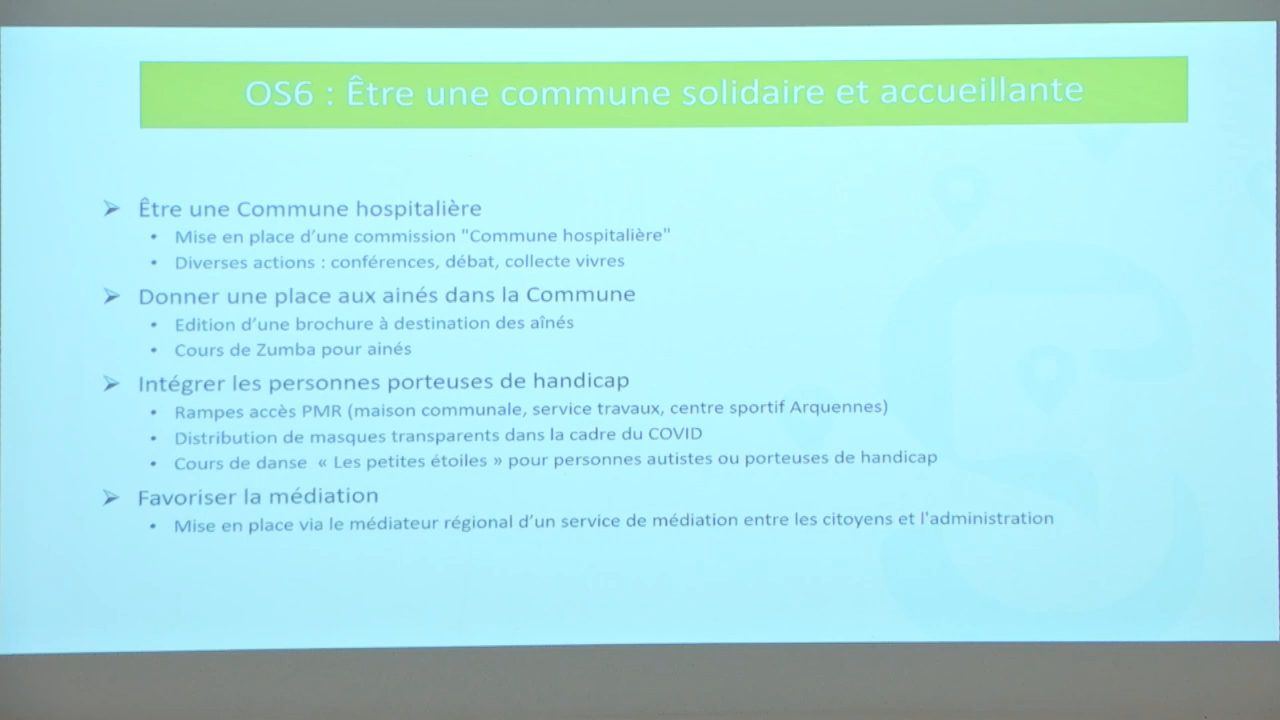 OS6 : Être une commune solidaire et accueillante
➢ Être une Commune hospitalière
• Mise en place d’une commission "Commune hospitalière"
• Diverses actions : conférences, débat, collecte vivres
➢ Donner une place aux ainés dans la Commune
• Edition d’une brochure à destination des aînés
• Cours de Zumba pour ainés
➢ Intégrer les personnes porteuses de handicap
• Rampes accès PMR (maison communale, service travaux, centre sportif Arquennes)
• Distribution de masques transparents dans la cadre du COVID
• Cours de danse « Les petites étoiles » pour personnes autistes ou porteuses de handicap
➢ Favoriser la médiation
• Mise en place via le médiateur régional d’un service de médiation entre les citoyens et l'administration